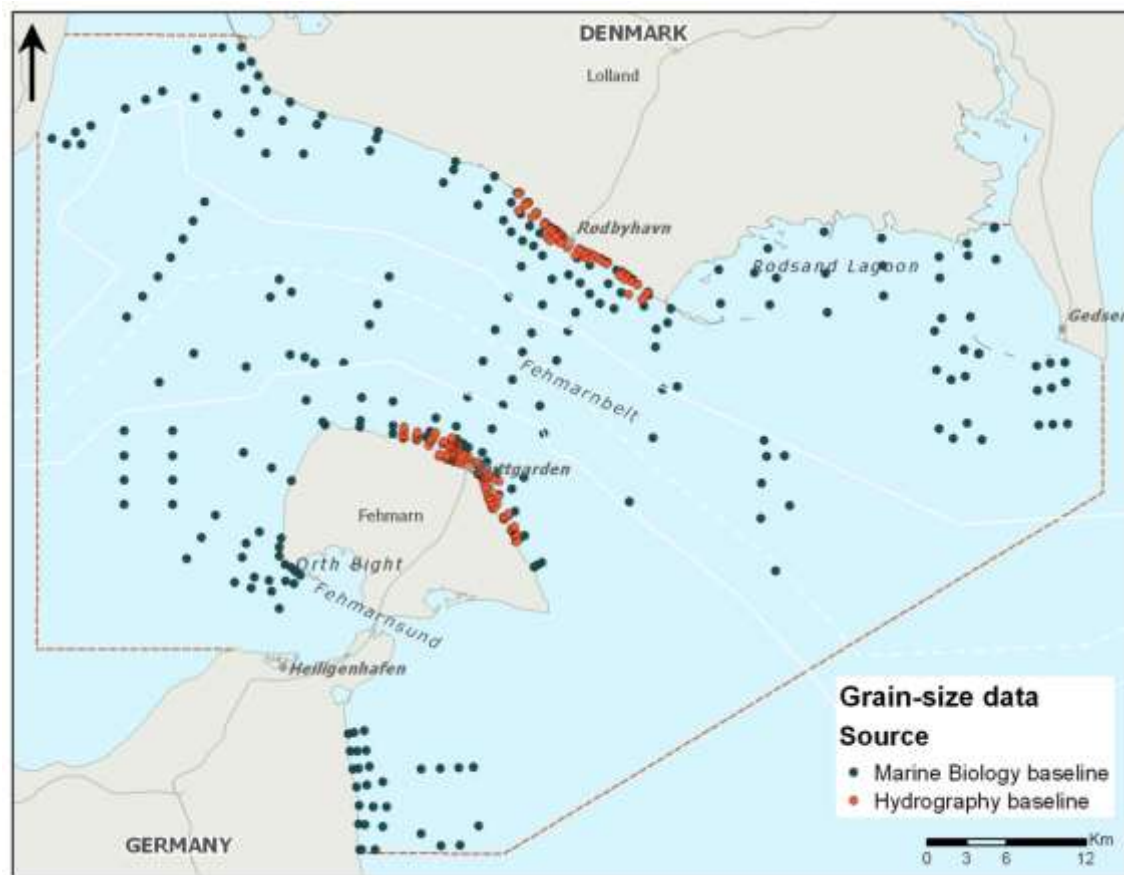 DENMARK
Lolland
Rødbyhavn
Rodsand Lagoon
Gedser
Fehmarnbelt
Puttgarden
Fehmarn
Orth Bight
Fehmarnsund
Heiligenhafen
Grain-size data
Source
Marine Biology baseline
Hydrography baseline
GERMANY
Km
0 3 6 12